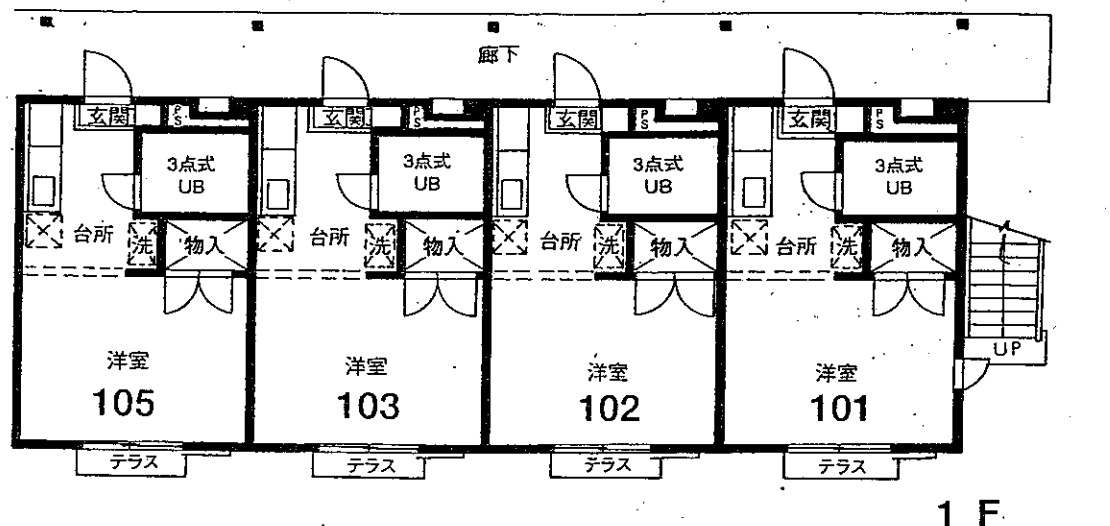 廊下
玄関 PS 玄関 PS 玄関 PS 玄関 PS
3点式 3点式 3点式 3点式
UB UB UB UB
台所 洗 物入 台所 洗 物入 台所 洗 物入 台所 洗 物入
UP
洋室 洋室 洋室 洋室
105 103 102 101
テラス テラス テラス テラス
1 F